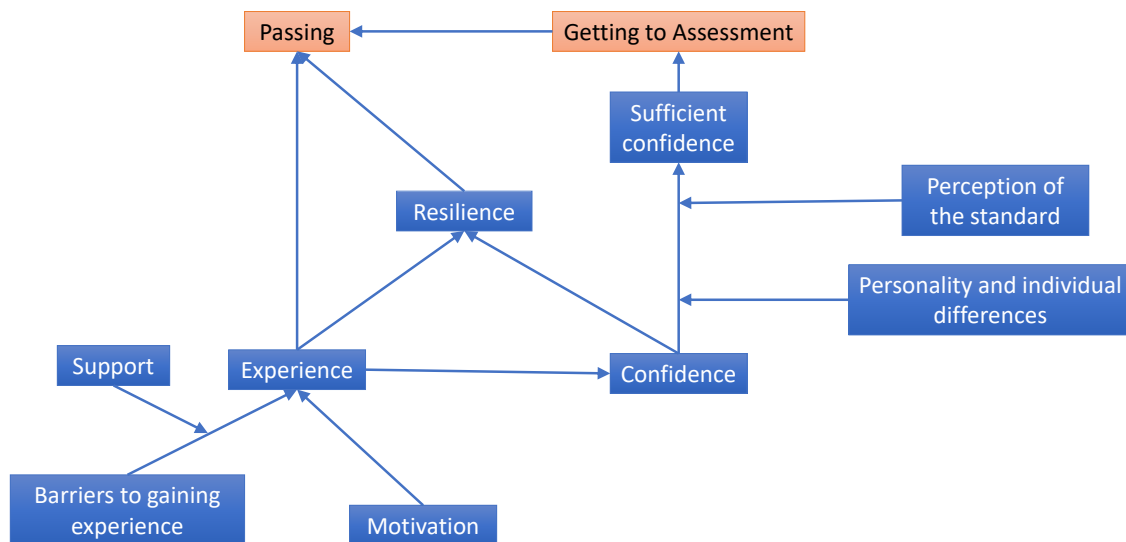 Passing
Getting to Assessment
Sufficient
confidence
Perception of
the standard
Resilience
Personality and individual
differences
Support
Experience
Confidence
Barriers to gaining
experience
Motivation